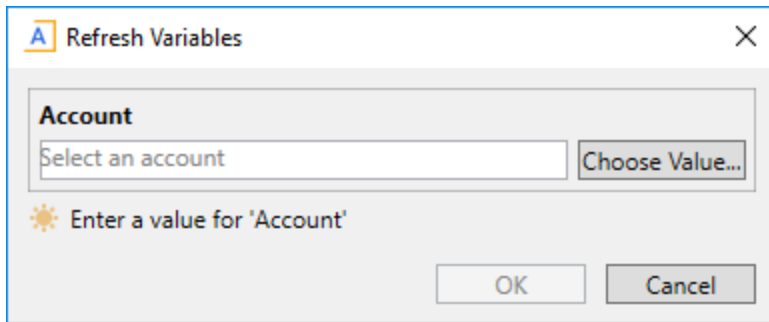 A Refresh Variables
Account
Select an account
Choose Value...
Enter a value for 'Account'
OK Cancel